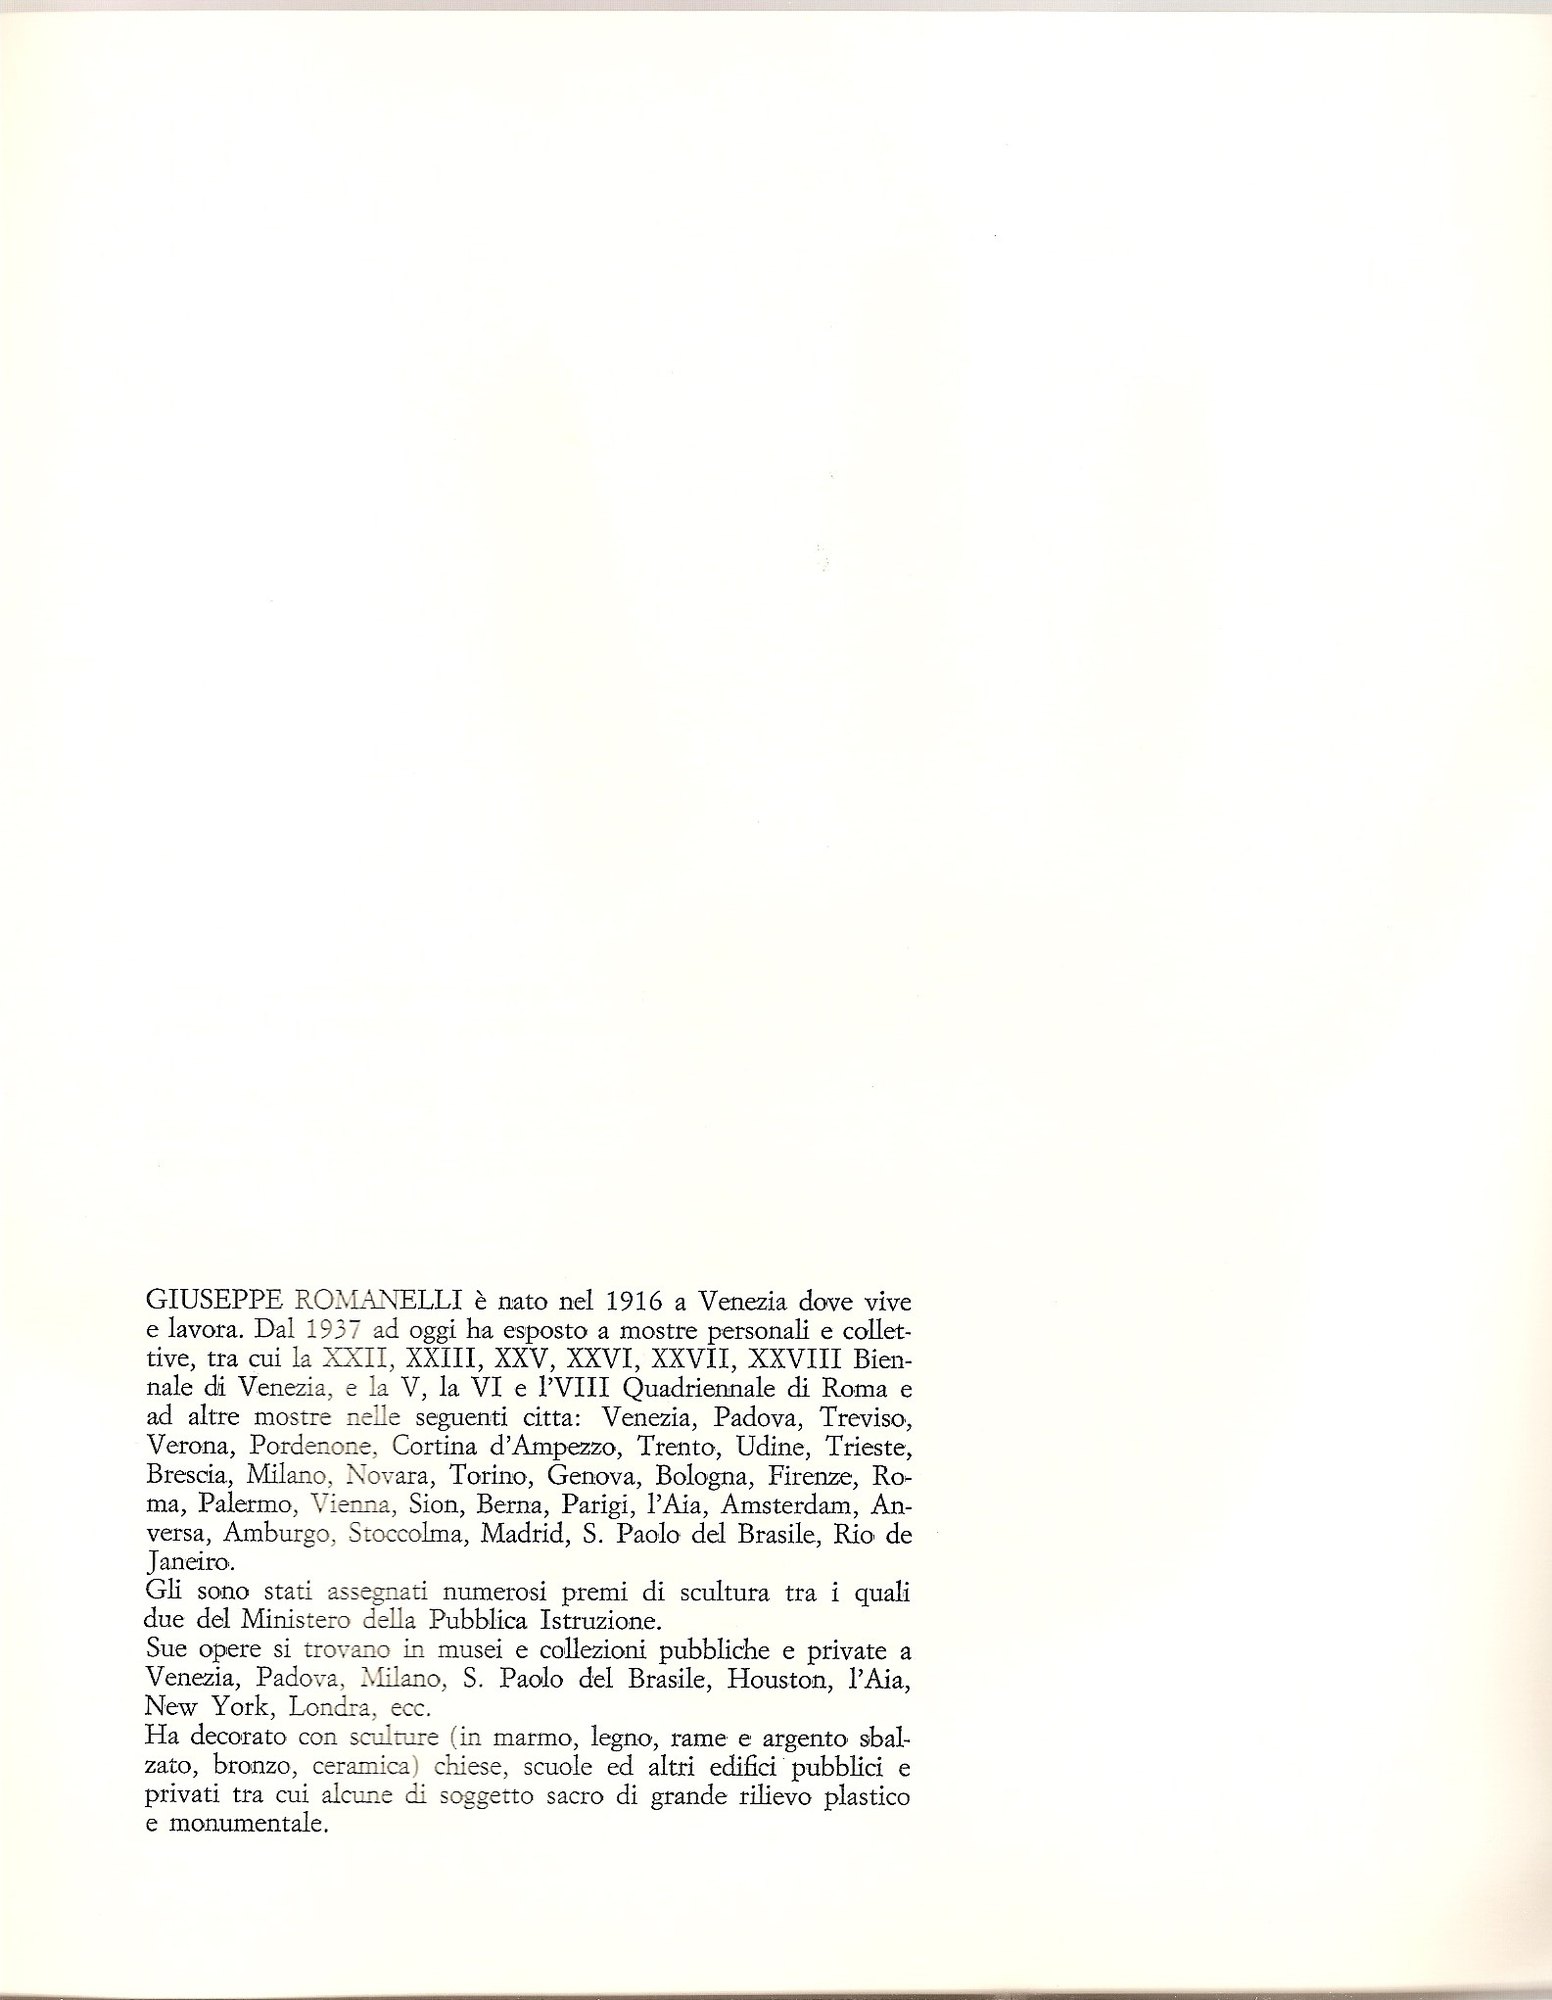 GIUSEPPE ROMANELLI è nato nel 1916 a Venezia dove vive
e lavora. Dal 1937 ad oggi ha esposto a mostre personali e collet-
tive, tra cui la XXII, XXIII, XXV, XXVI, XXVII, XXVIII Bien-
nale di Venezia, e la V, la VI e l'VIII Quadriennale di Roma e
ad altre mostre nelle seguenti citta: Venezia, Padova, Treviso,
Verona, Pordenone, Cortina d'Ampezzo, Trento, Udine, Trieste,
Brescia, Milano, Novara, Torino, Genova, Bologna, Firenze, Ro-
ma, Palermo, Vienna, Sion, Berna, Parigi, l'Aia, Amsterdam, An-
versa, Amburgo, Stoccolma, Madrid, S. Paolo del Brasile, Rio de
Janeiro.
Gli sono stati assegnati numerosi premi di scultura tra i quali
due del Ministero della Pubblica Istruzione.
Sue opere si trovano in musei e collezioni pubbliche e private a
Venezia, Padova, Milano, S. Paolo del Brasile, Houston, l'Aia,
New York, Londra, ecc.
Ha decorato con sculture (in marmo, legno, rame e argento sbal-
zato, bronzo, ceramica) chiese, scuole ed altri edifici pubblici e
privati tra cui alcune di soggetto sacro di grande rilievo plastico
e monumentale.